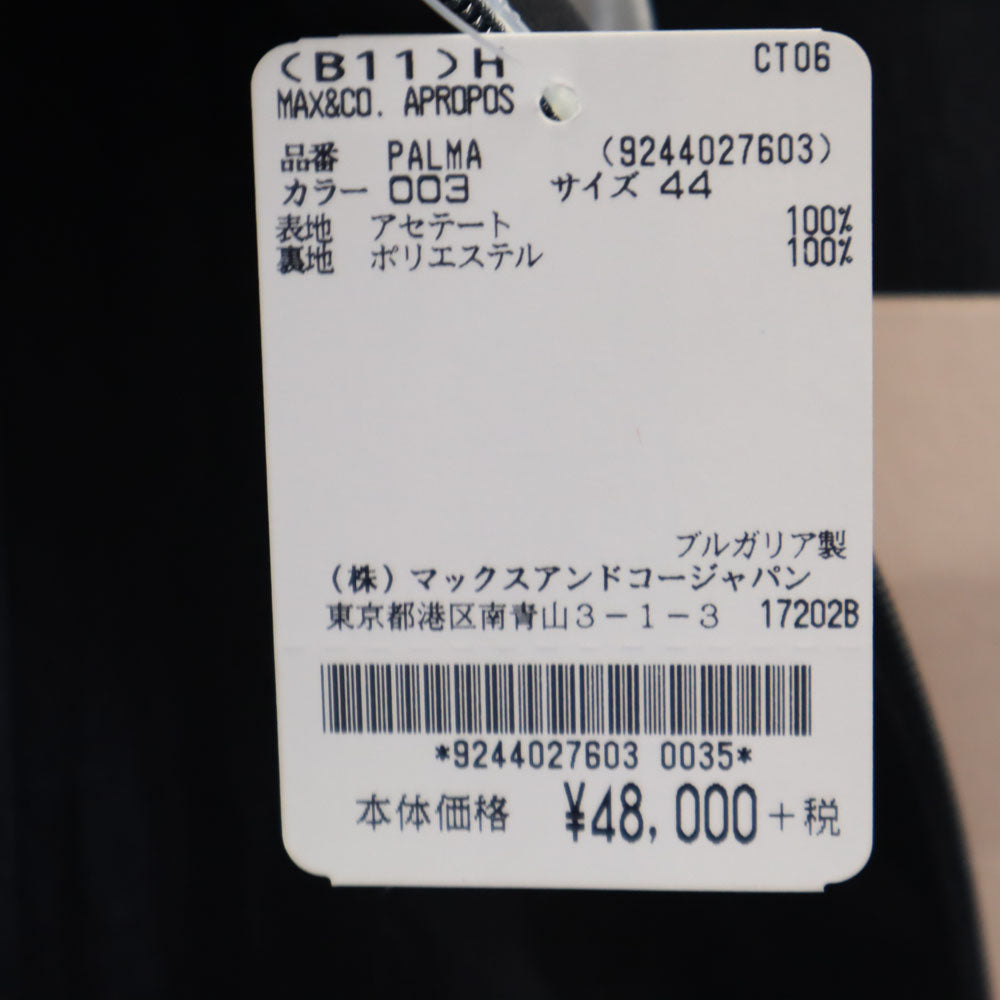 (B11)H CT06
MAX&CO. APROPOS
品番 PALMA (9244027603)
カラー 003 サイズ 44
表地 アセテート 100%
裏地 ポリエステル 100%
ブルガリア製
(株)マックスアンドコージャパン
東京都港区南青山3-1-3 17202B
*9244027603 0035*
本体価格 ¥48,000+税